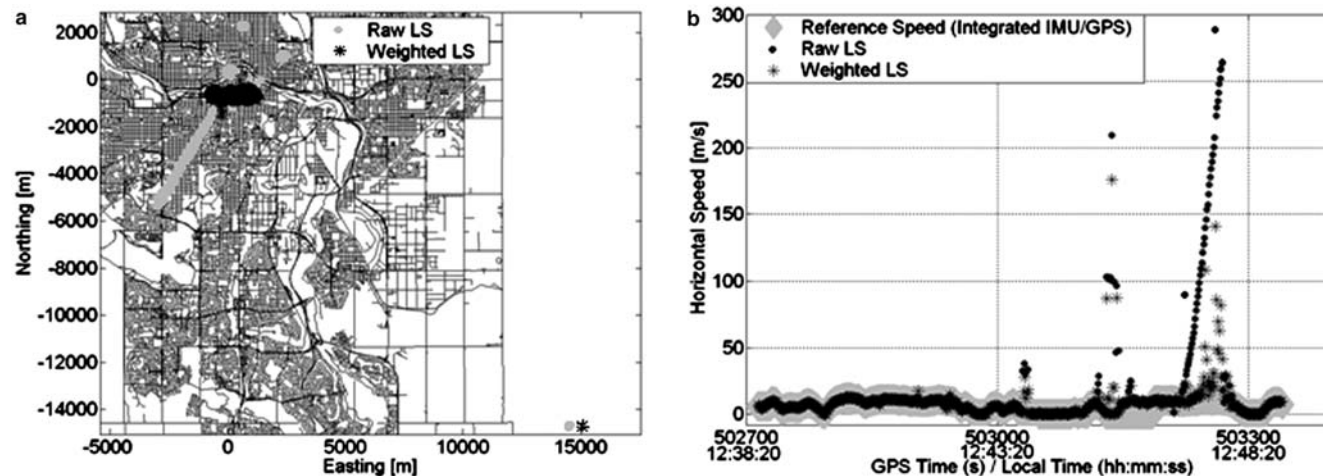 a
Raw LS
Weighted LS
2000
0
-2000
-4000
-6000
-8000
-10000
-12000
-14000
Northing [m]
-5000 0 5000 10000 15000
Easting [m]
b
Reference Speed (Integrated IMU/GPS)
Raw LS
Weighted LS
300
250
200
150
100
50
0
Horizontal Speed [m/s]
502700 503000 503300
12:38:20 12:43:20 12:48:20
GPS Time (s) / Local Time (hh:mm:ss)